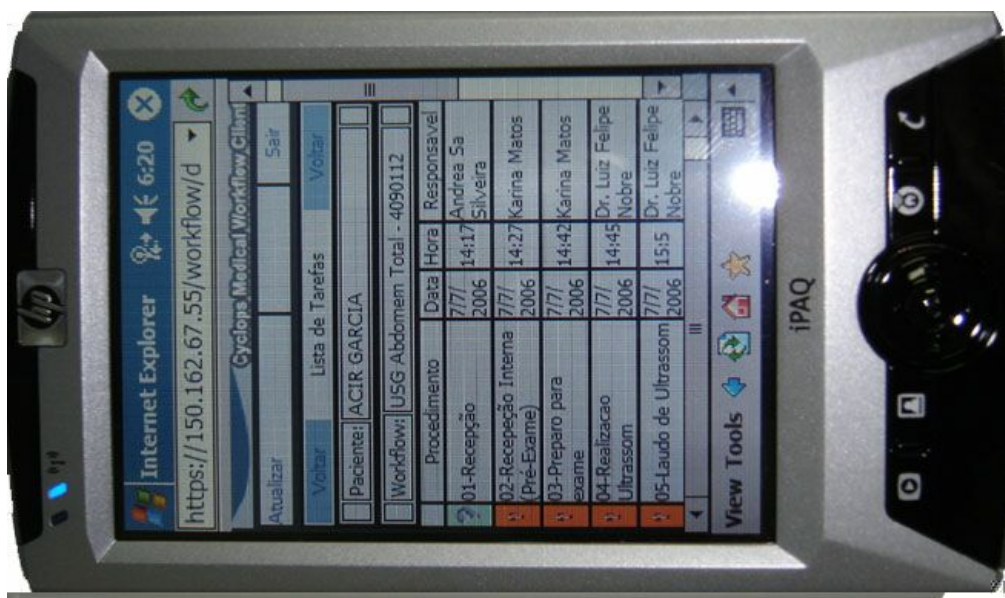 hp
Internet Explorer 6:20
https://150.162.67.55/workflow/d
Cyclops Medical Workflow Client
Atualizar Sair
Voltar Lista de Tarefas Voltar
Paciente: ACIR GARCIA
Workflow: USG Abdomem Total - 4090112
Procedimento Data Hora Responsavel
? 01-Recepção 7/7/ 14:17 Andrea Sa
2006 Silveira
02-Recepeção Interna 7/7/ 14:27 Karina Matos
(Pré-Exame) 2006
03-Preparo para 7/7/ 14:42 Karina Matos
exame 2006
04-Realizacao 7/7/ 14:45 Dr. Luiz Felipe
Ultrassom 2006 Nobre
05-Laudo de Ultrassom 7/7/ 15:5 Dr. Luiz Felipe
2006 Nobre
View Tools
iPAQ